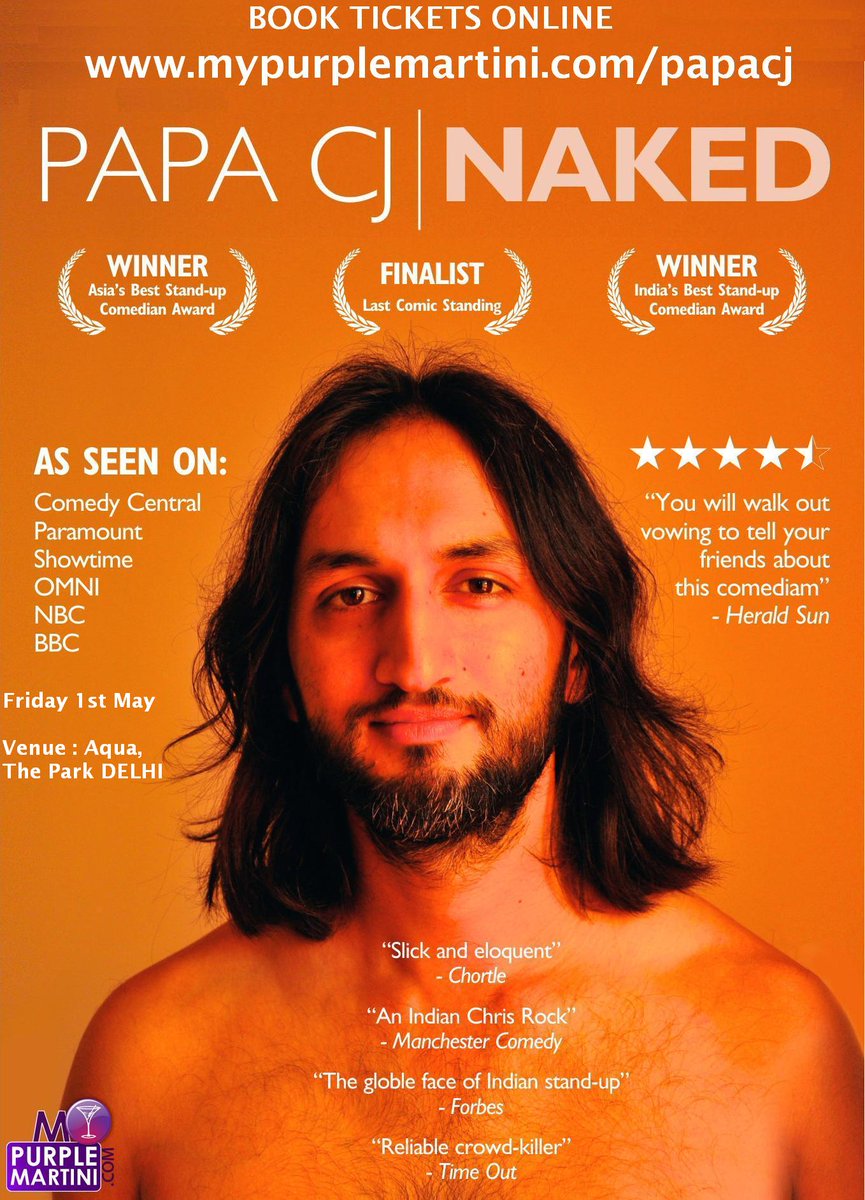 BOOK TICKETS ONLINE
www.mypurplemartini.com/papacj
PAPA CJ | NAKED
WINNER
Asia's Best Stand-up
Comedian Award
FINALIST
Last Comic Standing
WINNER
India's Best Stand-up
Comedian Award
AS SEEN ON:
Comedy Central
Paramount
Showtime
OMNI
NBC
BBC
“You will walk out
vowing to tell your
friends about
this comediam”
- Herald Sun
Friday 1st May
Venue : Aqua,
The Park DELHI
“Slick and eloquent”
- Chortle
“An Indian Chris Rock”
- Manchester Comedy
“The globle face of Indian stand-up”
- Forbes
“Reliable crowd-killer”
- Time Out
MY
PURPLE
MARTINI
.COM